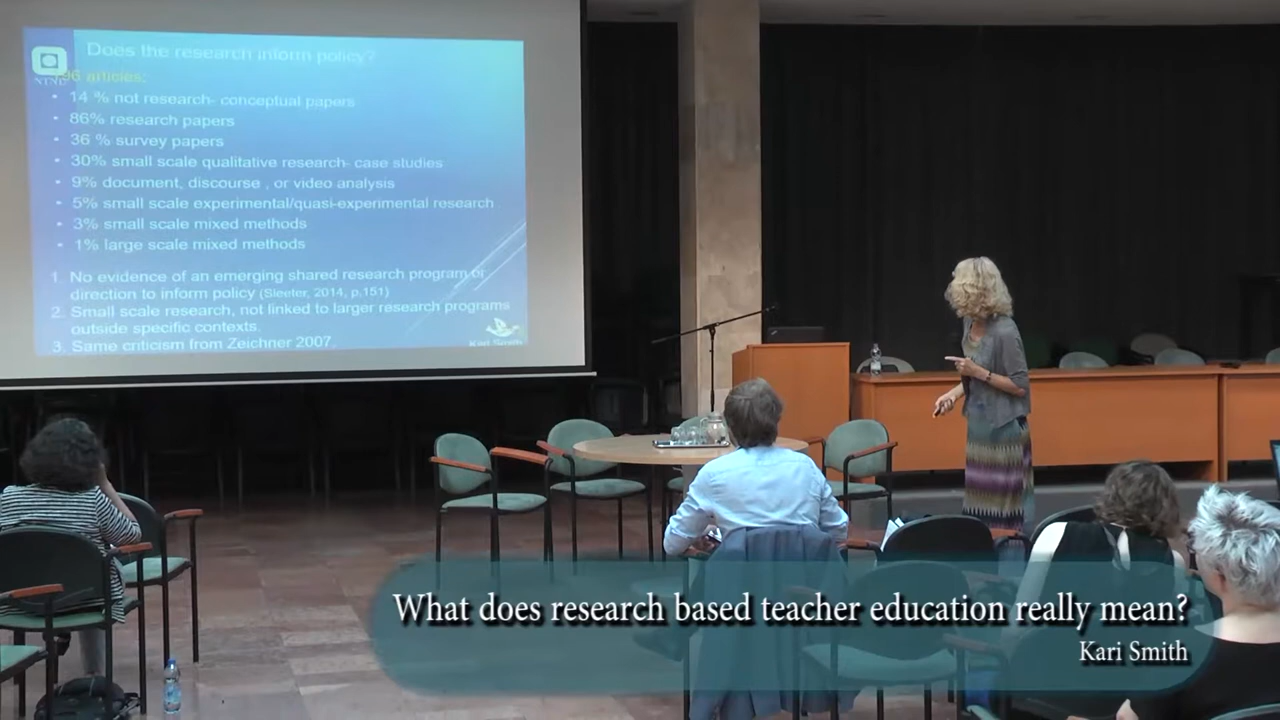 Does the research inform policy?
96 articles:
• 14 % not research- conceptual papers
• 86% research papers
• 36 % survey papers
• 30% small scale qualitative research- case studies
• 9% document, discourse , or video analysis
• 5% small scale experimental/quasi-experimental research
• 3% small scale mixed methods
• 1% large scale mixed methods
1. No evidence of an emerging shared research program or
direction to inform policy (Sleeter, 2014, p.151)
2. Small scale research, not linked to larger research programs
outside specific contexts.
3. Same criticism from Zeichner 2007.
Kari Smith
What does research based teacher education really mean?
Kari Smith